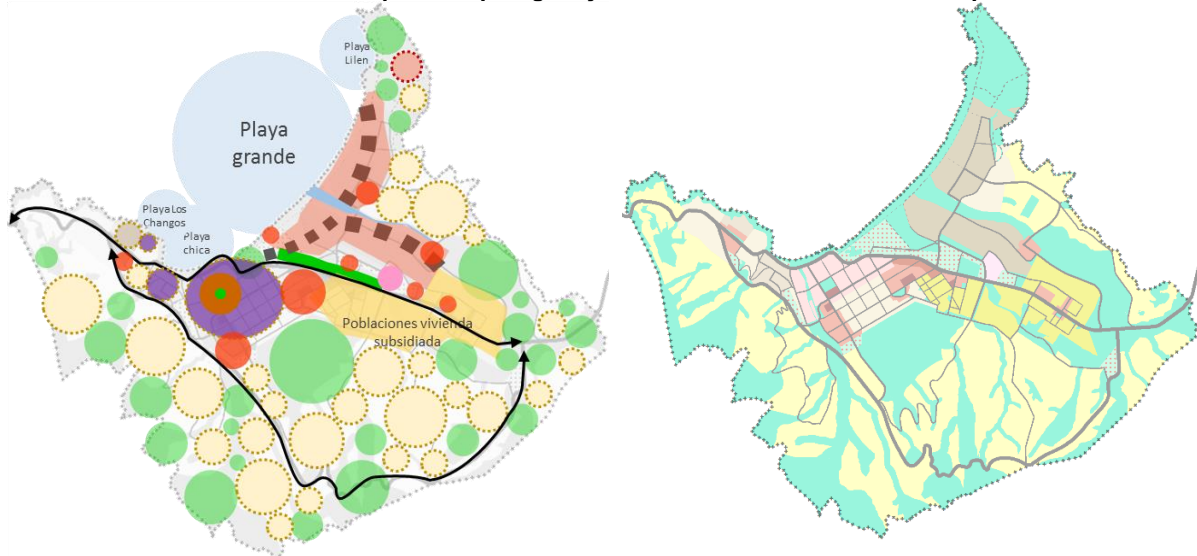 Playa
Lilen
Playa
grande
Playa Los
Changos
Playa
chica
Poblaciones vivienda
subsidiada